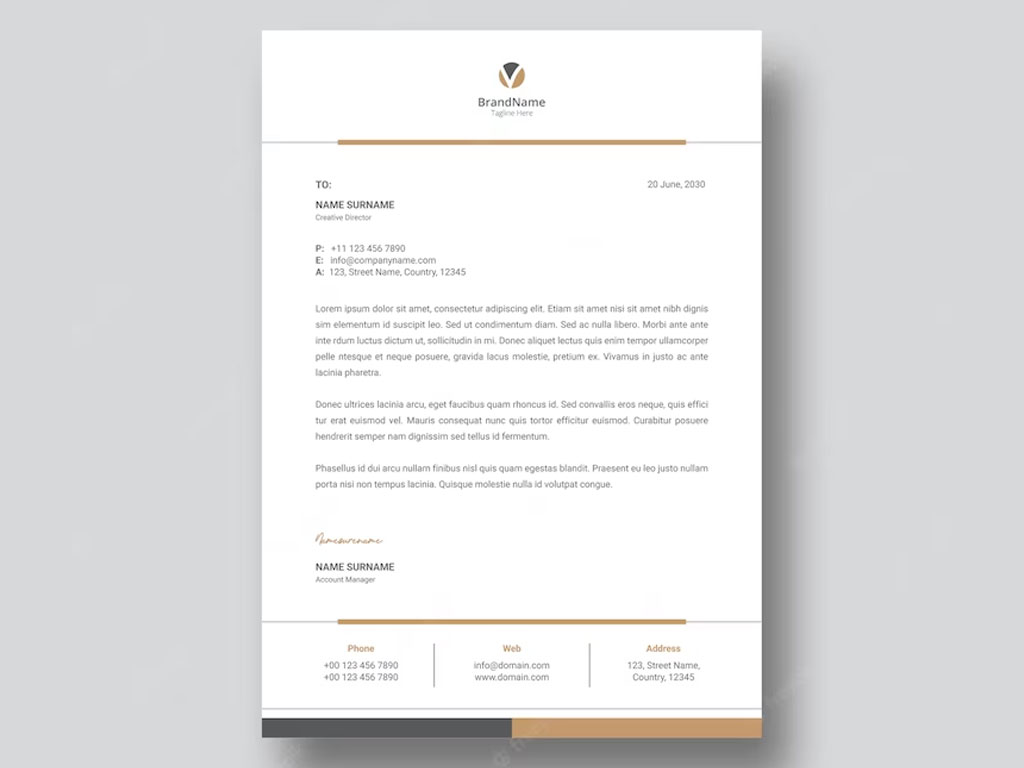 BrandName
Tagline Here
TO:
20 June, 2030
NAME SURNAME
Creative Director
P: +11 123 456 7890
E: info@companyname.com
A: 123, Street Name, Country, 12345
Lorem ipsum dolor sit amet, consectetur adipiscing elit. Etiam sit amet nisi sit amet nibh dignis
sim elementum id suscipit leo. Sed ut condimentum diam. Sed ac nulla libero. Morbi ante ante
inte rdum luctus dictum ut, sollicitudin in mi. Donec aliquet lectus quis enim tempor ullamcorper
pelle ntesque et neque posuere, gravida lacus molestie, pretium ex. Vivamus in justo ac ante
lacinia pharetra.
Donec ultrices lacinia arcu, eget faucibus quam rhoncus id. Sed convallis eros neque, quis effici
tur erat euismod vel. Mauris consequat nunc quis tortor efficitur euismod. Curabitur posuere
hendrerit semper nam dignissim sed tellus id fermentum.
Phasellus id dui arcu nullam finibus nisl quis quam egestas blandit. Praesent eu leo justo nullam
porta nisi non tempus lacinia. Quisque molestie nulla id volutpat congue.
Namesurename
NAME SURNAME
Account Manager
Phone
+00 123 456 7890
+00 123 456 7890
Web
info@domain.com
www.domain.com
Address
123, Street Name,
Country, 12345